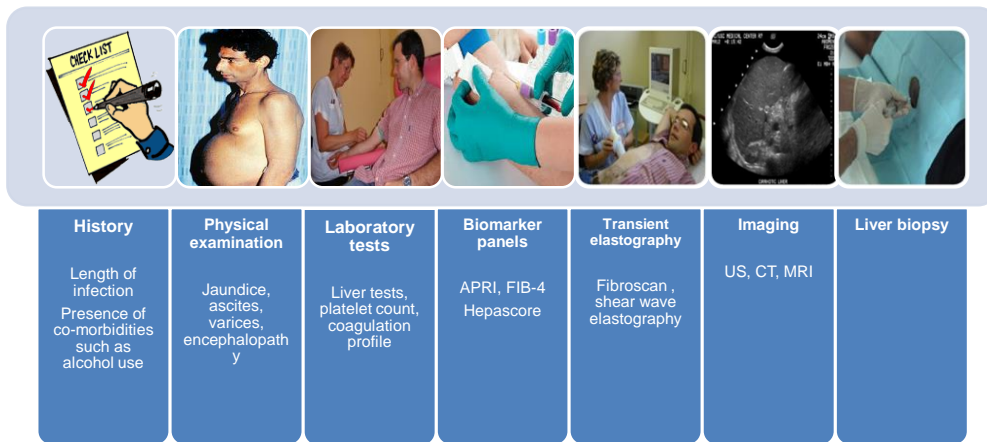 CHECK LIST
CARDIOTIC LIVER
History
Length of
infection
Presence of
co-morbidities
such as
alcohol use
Physical
examination
Jaundice,
ascites,
varices,
encephalopath
y
Laboratory
tests
Liver tests,
platelet count,
coagulation
profile
Biomarker
panels
APRI, FIB-4
Hepascore
Transient
elastography
Fibroscan ,
shear wave
elastography
Imaging
US, CT, MRI
Liver biopsy